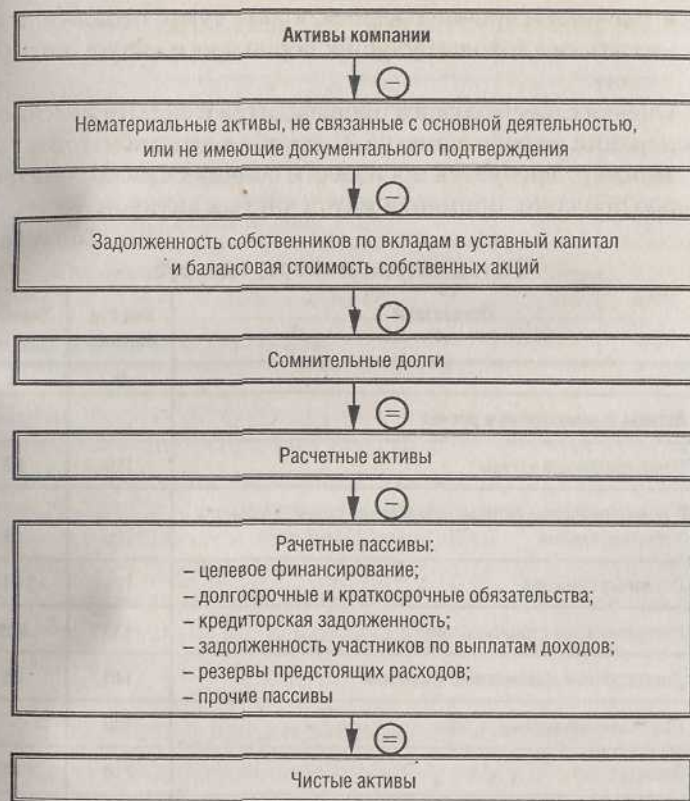 Активы компании
−
Нематериальные активы, не связанные с основной деятельностью,
или не имеющие документального подтверждения
−
Задолженность собственников по вкладам в уставный капитал
и балансовая стоимость собственных акций
−
Сомнительные долги
=
Расчетные активы
−
Рачетные пассивы:
– целевое финансирование;
– долгосрочные и краткосрочные обязательства;
– кредиторская задолженность;
– задолженность участников по выплатам доходов;
– резервы предстоящих расходов;
– прочие пассивы
=
Чистые активы